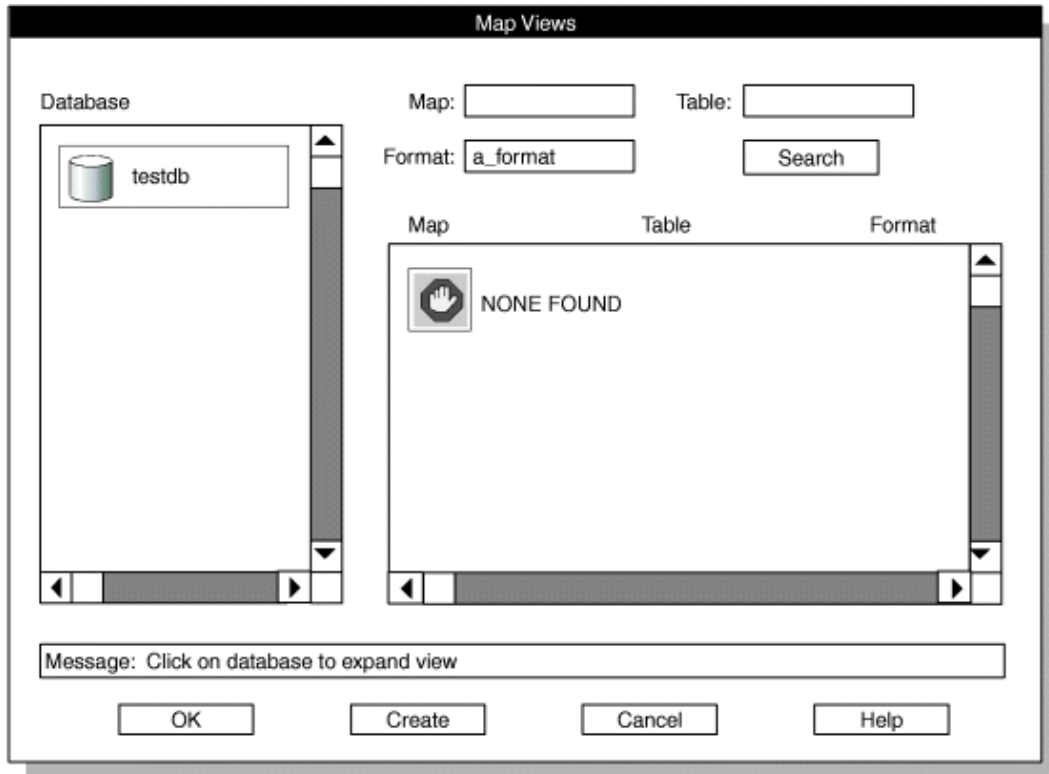 Map Views
Database
Map:
Table:
testdb
Format: a_format
Search
Map Table Format
NONE FOUND
Message: Click on database to expand view
OK Create Cancel Help